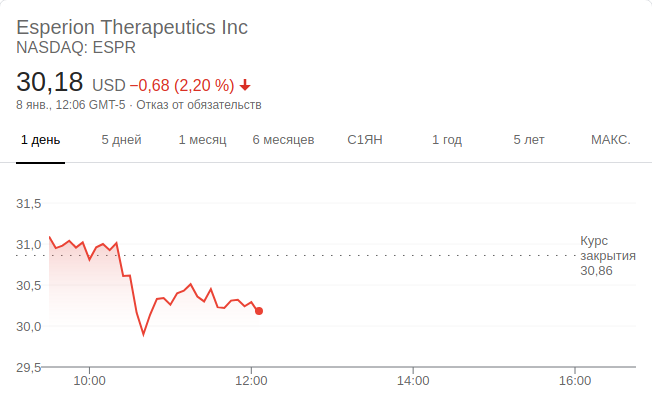 Esperion Therapeutics Inc
NASDAQ: ESPR
30,18 USD −0,68 (2,20 %)
8 янв., 12:06 GMT-5 · Отказ от обязательств
1 день 5 дней 1 месяц 6 месяцев С1ЯН 1 год 5 лет МАКС.
31,5
31,0
30,5
30,0
29,5
Курс
закрытия
30,86
10:00 12:00 14:00 16:00